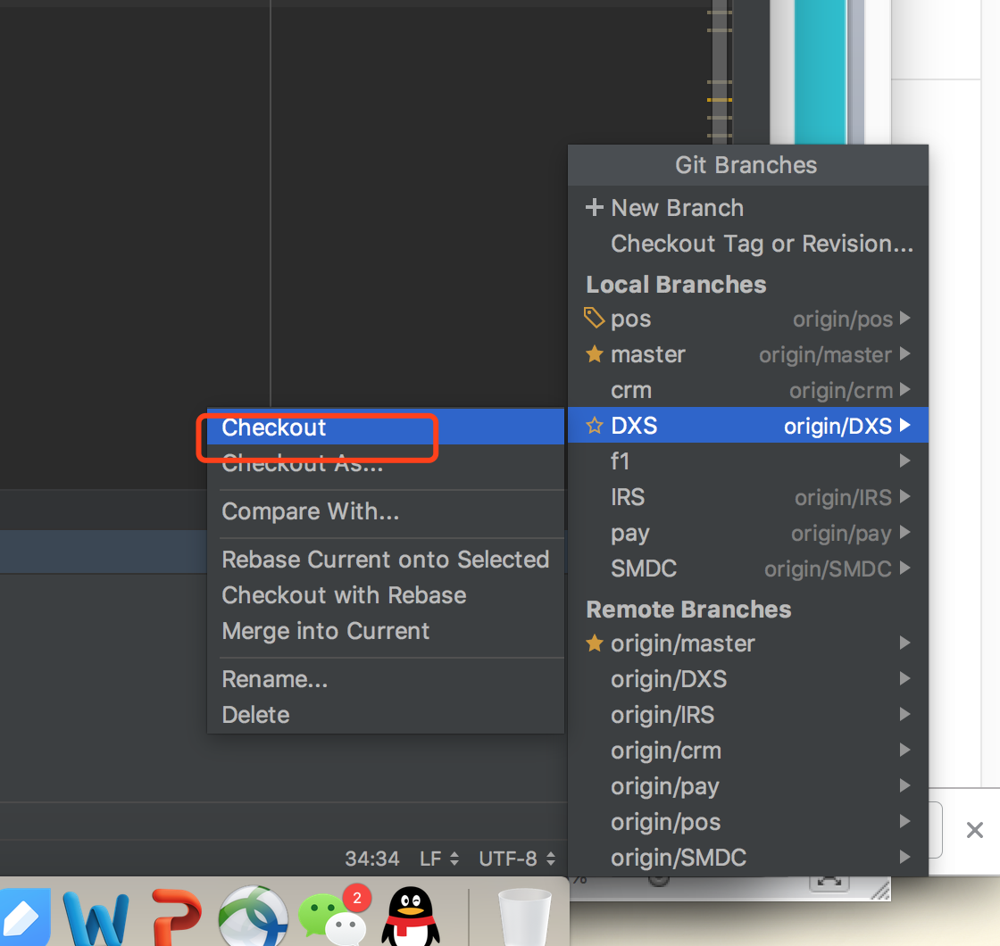 Git Branches
New Branch
Checkout Tag or Revision...
Local Branches
pos origin/pos
master origin/master
crm origin/crm
DXS origin/DXS
f1
IRS origin/IRS
pay origin/pay
SMDC origin/SMDC
Remote Branches
origin/master
origin/DXS
origin/IRS
origin/crm
origin/pay
origin/pos
origin/SMDC
Checkout
Checkout As...
Compare With...
Rebase Current onto Selected
Checkout with Rebase
Merge into Current
Rename...
Delete
34:34 LF UTF-8
%
2